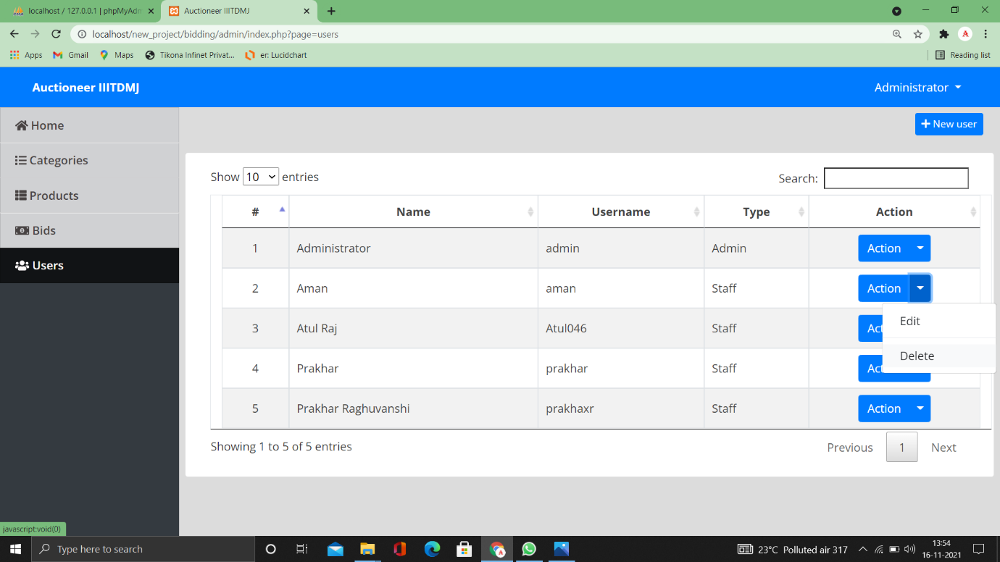 localhost / 127.0.0.1 | phpMyAdm
Auctioneer IIITDMJ
localhost/new_project/bidding/admin/index.php?page=users
A
Apps
Gmail
Maps
Tikona Infinet Privat...
er: Lucidchart
Reading list
Auctioneer IIITDMJ
Administrator
Home
New user
Categories
Show 10 entries
Search:
Products
# Name Username Type Action
Bids
1 Administrator admin Admin Action
Users
2 Aman aman Staff Action
Edit
3 Atul Raj Atul046 Staff Act
Delete
4 Prakhar prakhar Staff Act
5 Prakhar Raghuvanshi prakhaxr Staff Action
Showing 1 to 5 of 5 entries
Previous 1 Next
javascript:void(0)
Type here to search
23°C Polluted air 317
13:54
16-11-2021